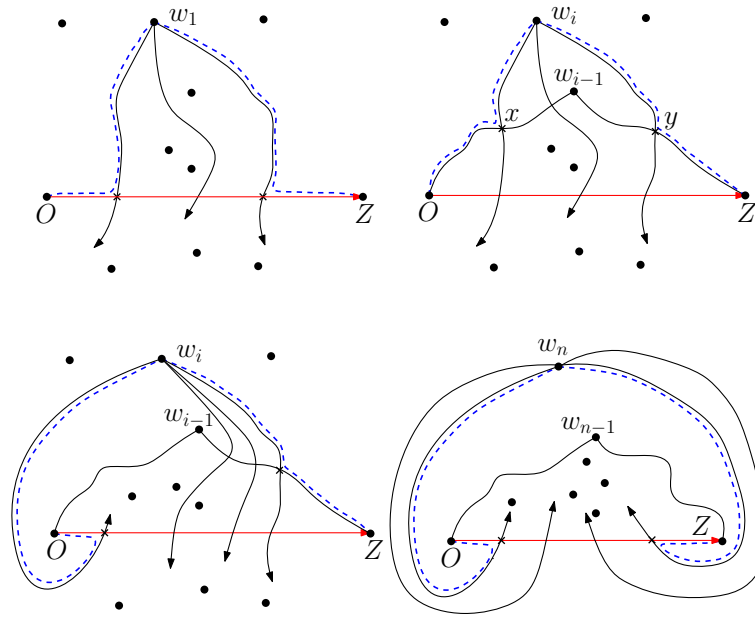 w_1
O Z
w_i
w_{i-1}
x y
O Z
w_i
w_{i-1}
O Z
w_n
w_{n-1}
O Z